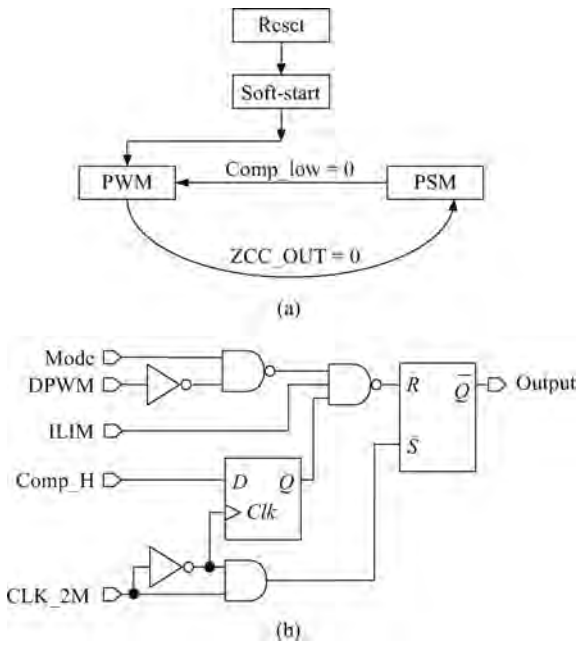 Reset
Soft-start
PWM
Comp_low = 0
PSM
ZCC_OUT = 0
(a)
Mode
DPWM
ILIM
Comp_H
CLK_2M
D
Q
Clk
R
S̄
Q̄
Output
(b)